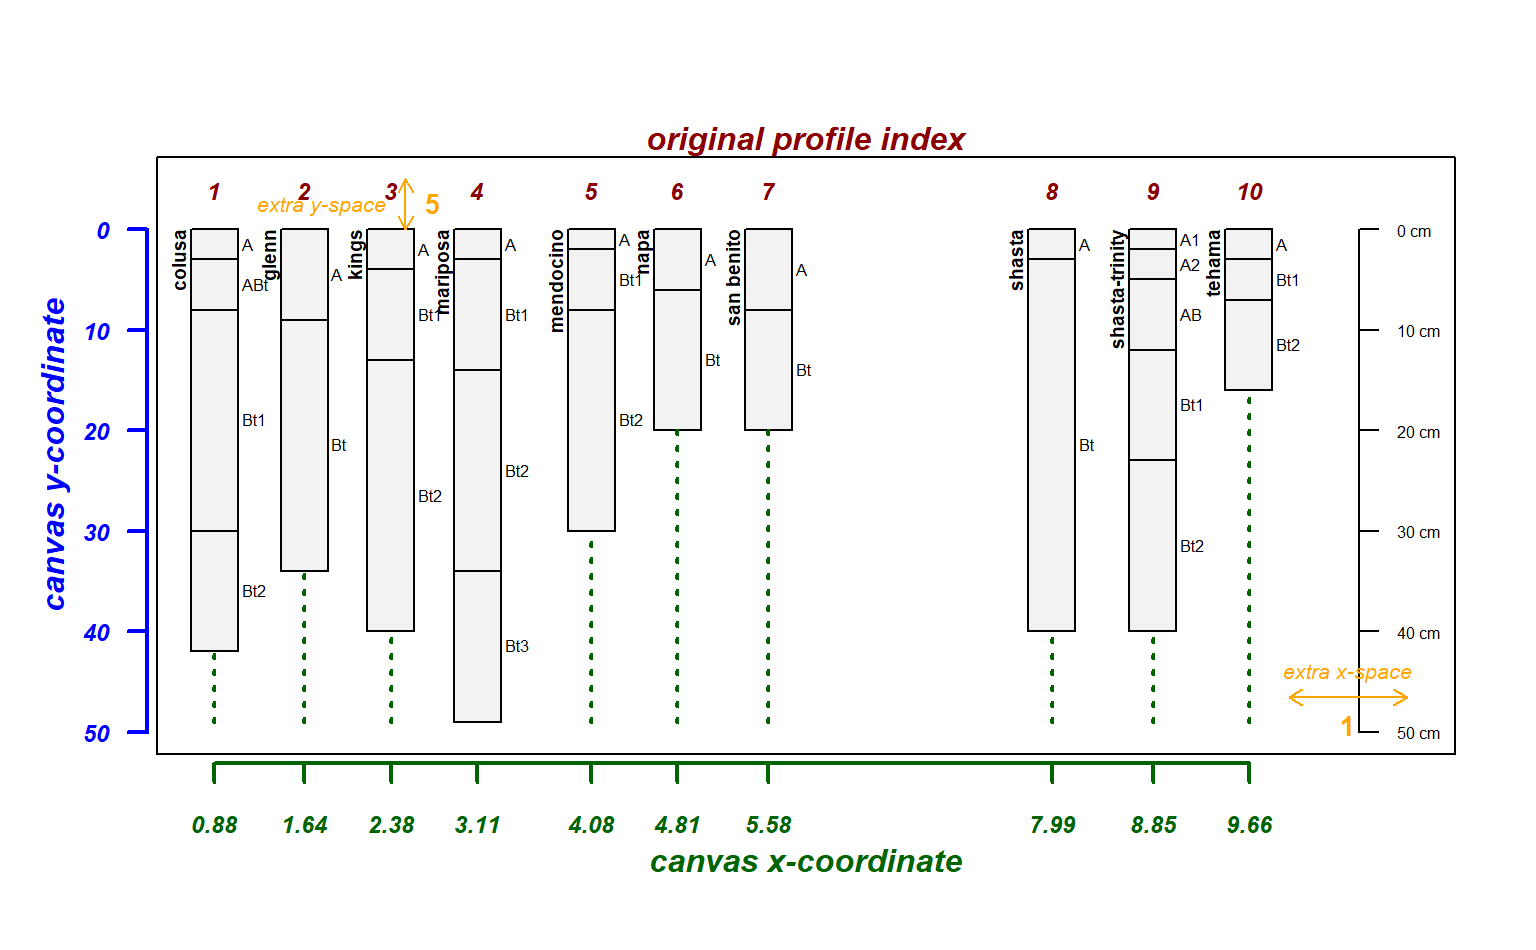 original profile index
1 2 3 4 5 6 7 8 9 10
extra y-space 5
canvas y-coordinate
0
10
20
30
40
50
colusa
A
ABt
Bt1
Bt2
glenn
A
Bt
kings
A
Bt1
Bt2
mariposa
A
Bt1
Bt2
Bt3
mendocino
A
Bt1
Bt2
napa
A
Bt
san benito
A
Bt
shasta
A
Bt
shasta-trinity
A1
A2
AB
Bt1
Bt2
tehama
A
Bt1
Bt2
0 cm
10 cm
20 cm
30 cm
40 cm
50 cm
extra x-space
1
0.88 1.64 2.38 3.11 4.08 4.81 5.58 7.99 8.85 9.66
canvas x-coordinate